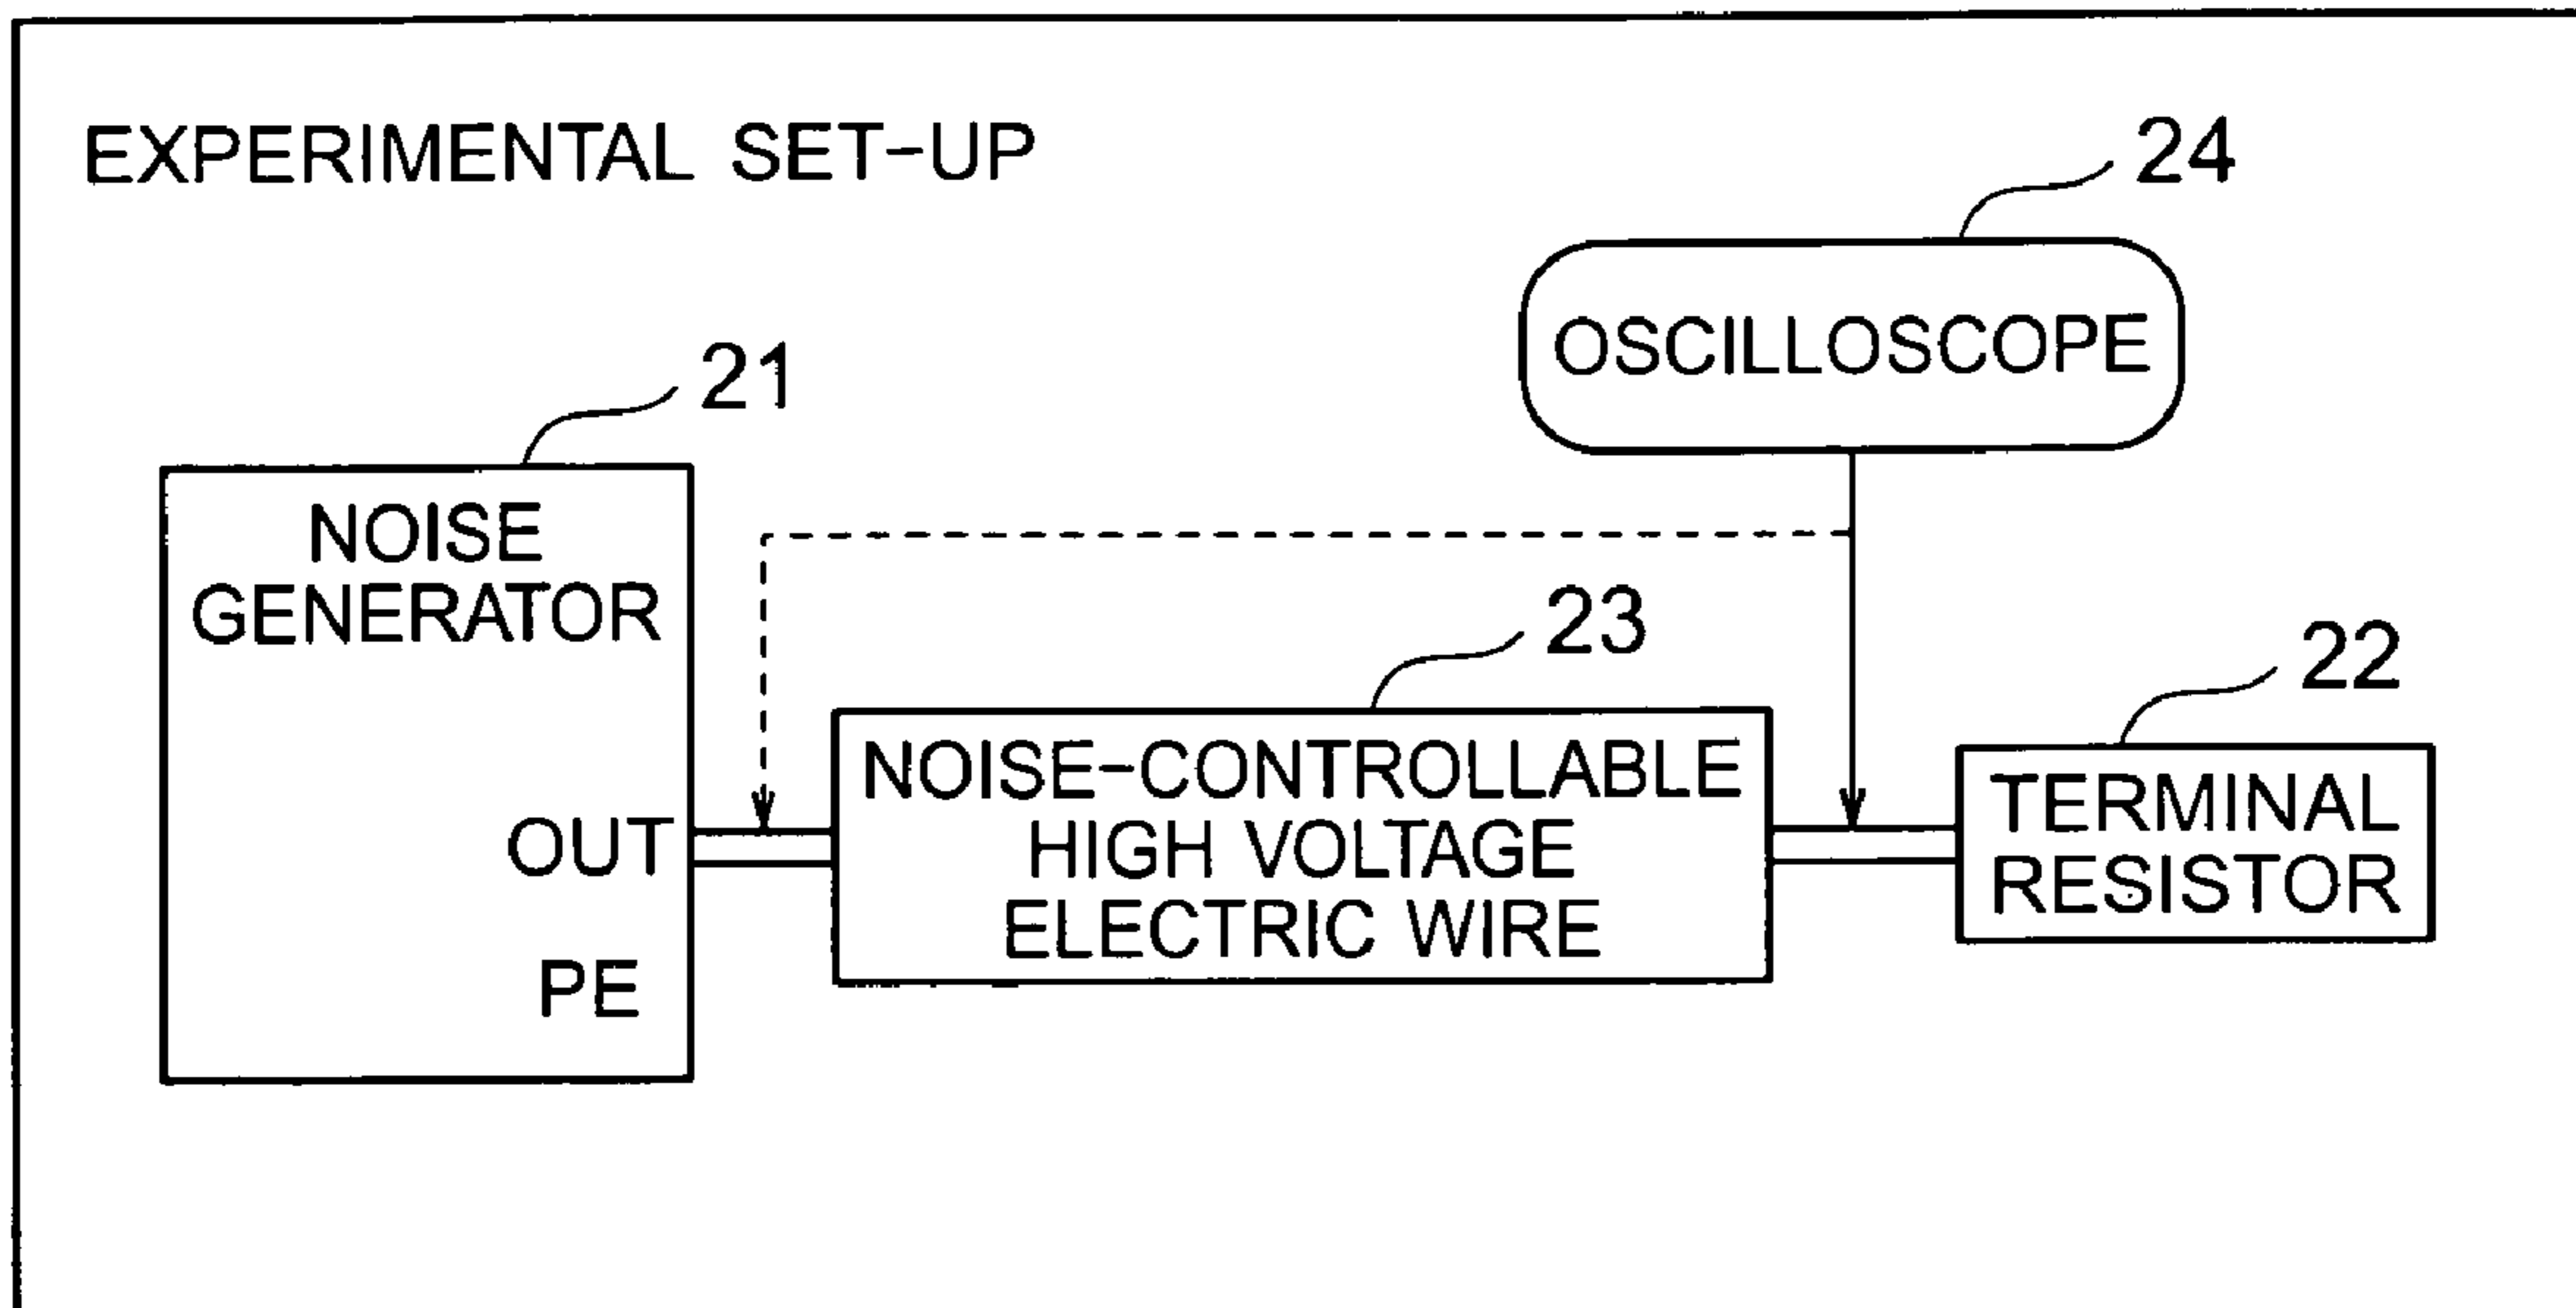 EXPERIMENTAL SET-UP
24
OSCILLOSCOPE
21
NOISE
GENERATOR
OUT
PE
23
NOISE-CONTROLLABLE
HIGH VOLTAGE
ELECTRIC WIRE
22
TERMINAL
RESISTOR